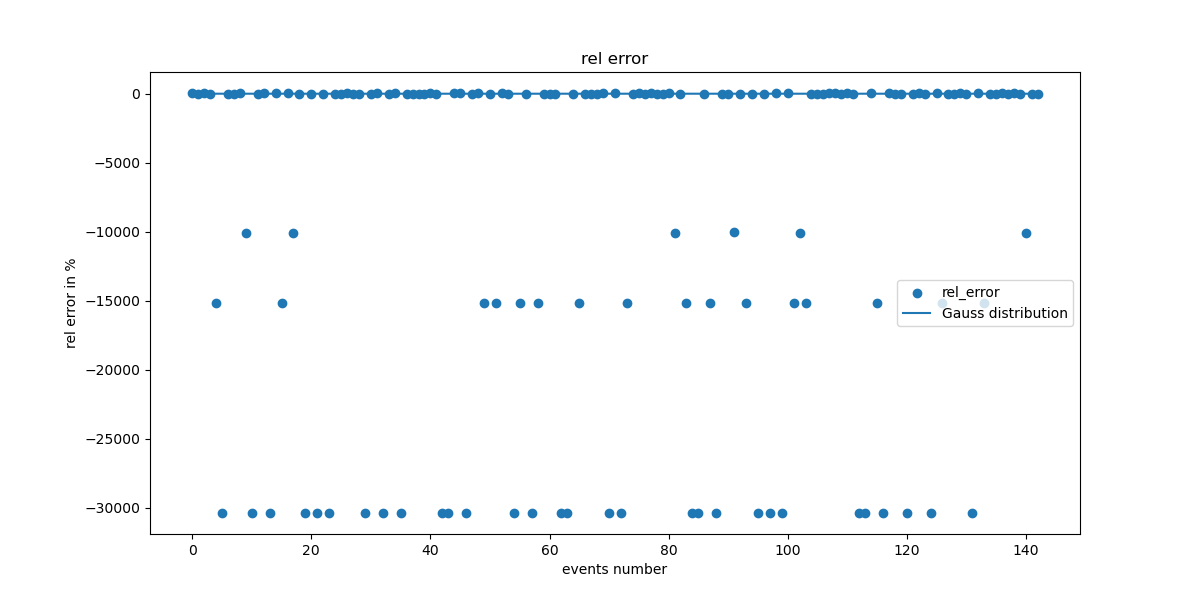 rel error
0
−5000
−10000
−15000
−20000
−25000
−30000
rel error in %
rel_error
Gauss distribution
0 20 40 60 80 100 120 140
events number